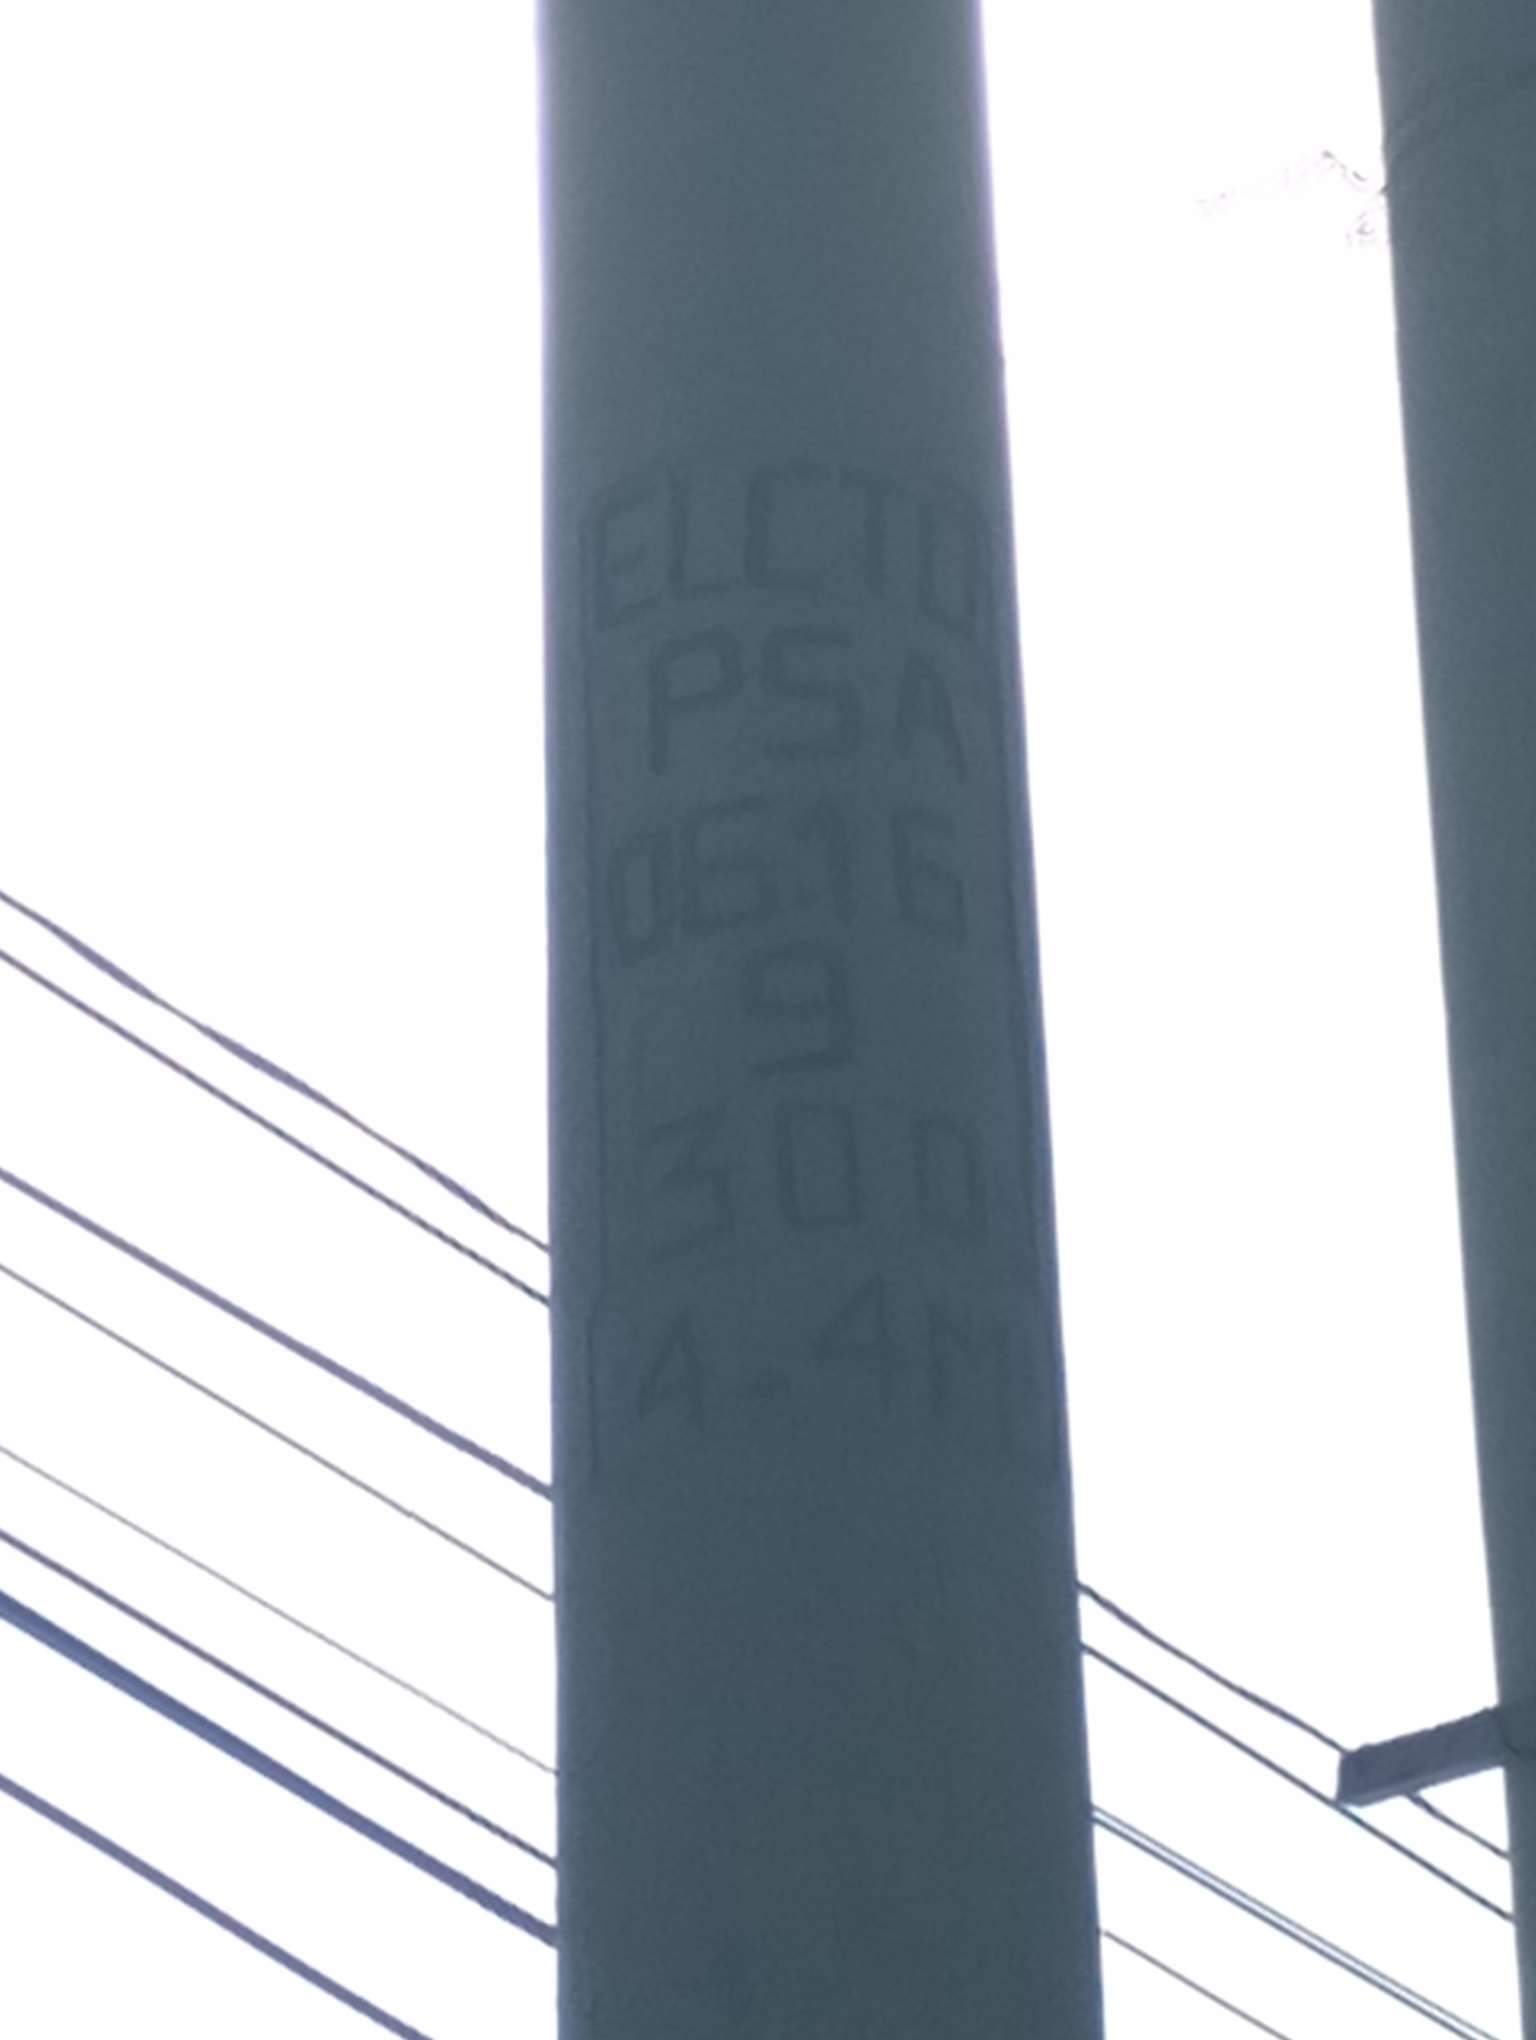 ELCTO
PSA
0516
9
300
A-4M